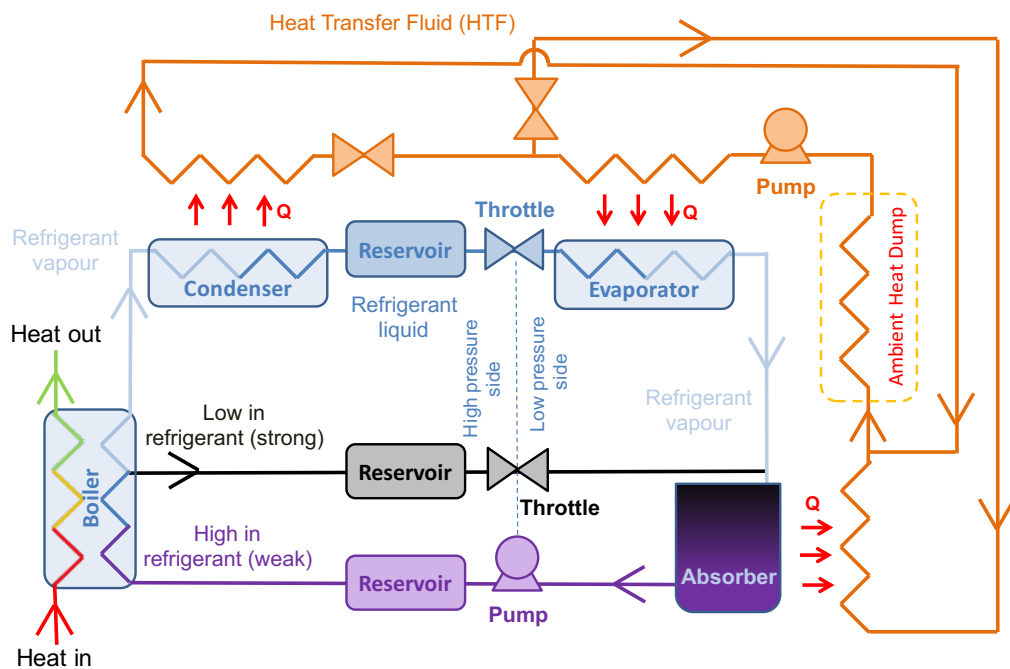 Heat Transfer Fluid (HTF)
Pump
Q
Q
Throttle
Refrigerant
vapour
Reservoir
Condenser
Evaporator
Refrigerant
liquid
Ambient Heat Dump
Heat out
High pressure
side
Low pressure
side
Refrigerant
vapour
Low in
refrigerant (strong)
Reservoir
Boiler
Throttle
Q
High in
refrigerant (weak)
Reservoir
Absorber
Pump
Heat in